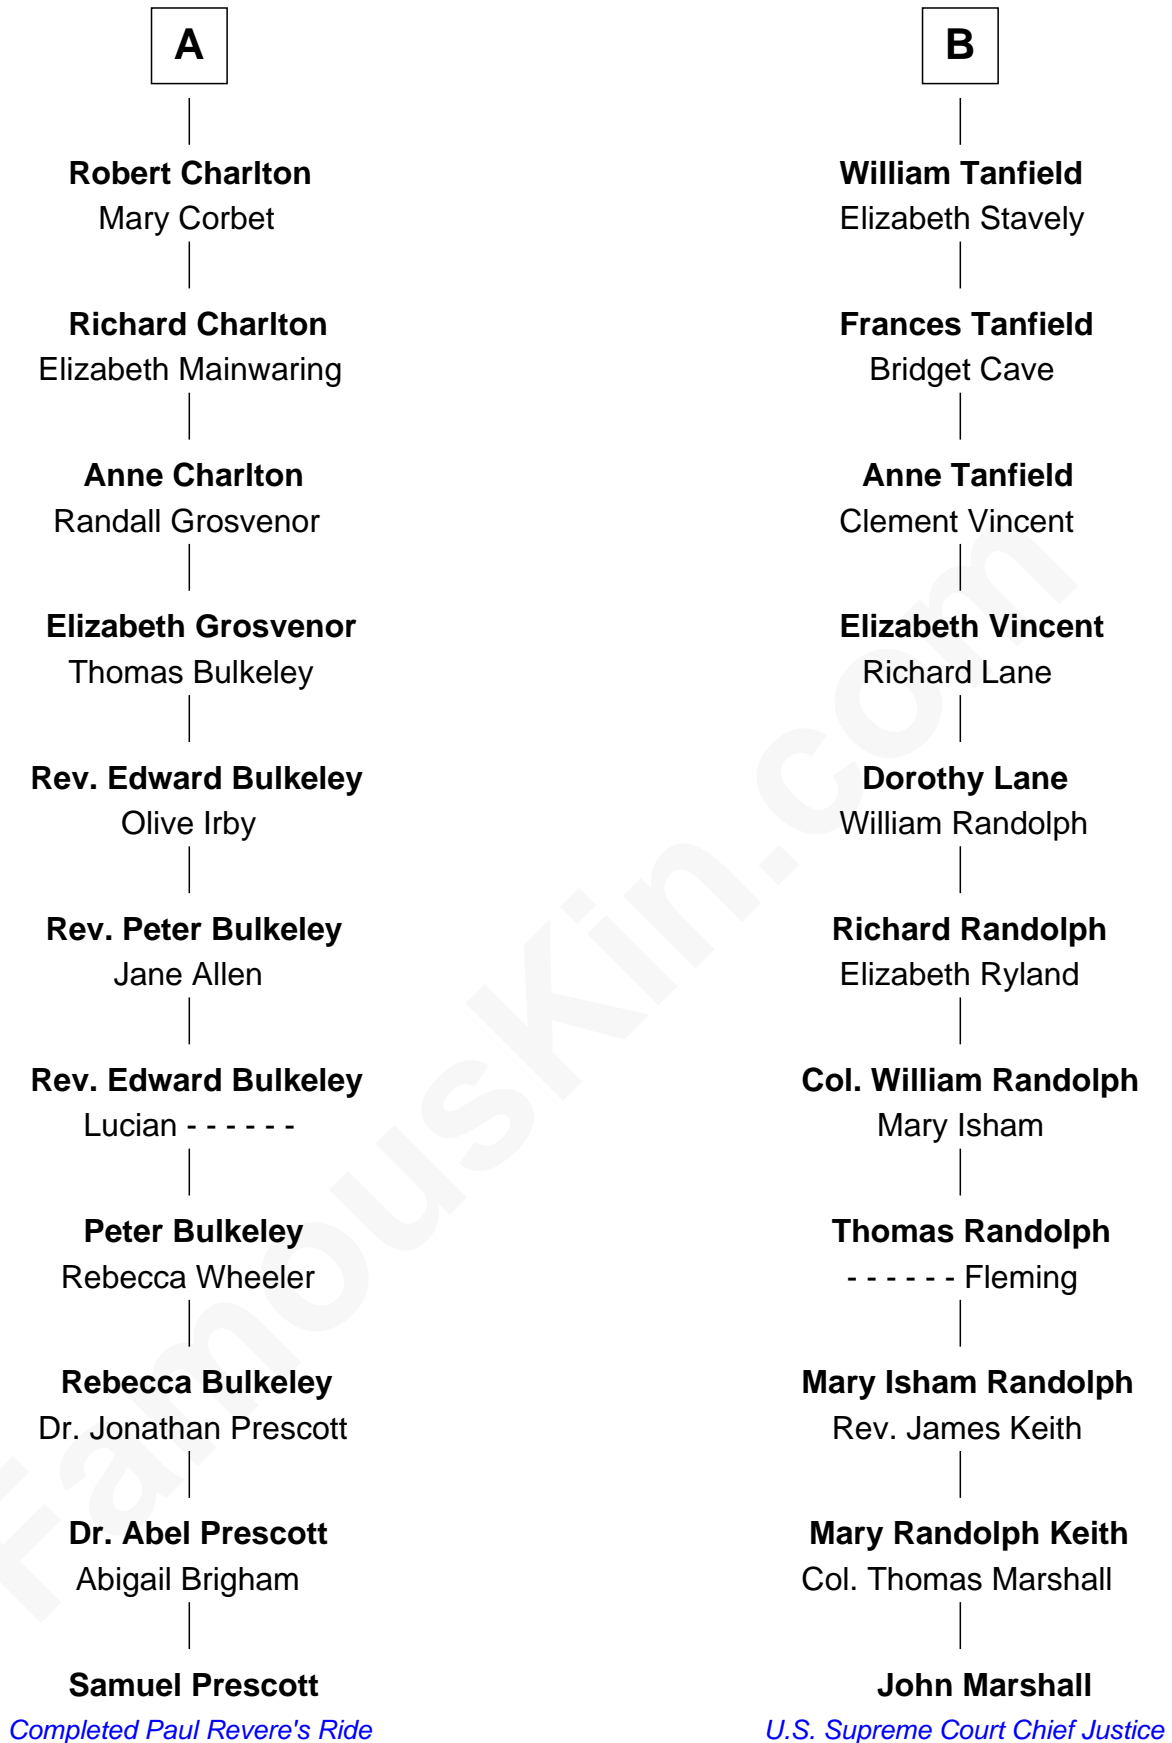 A
Robert Charlton
Mary Corbet
Richard Charlton
Elizabeth Mainwaring
Anne Charlton
Randall Grosvenor
Elizabeth Grosvenor
Thomas Bulkeley
Rev. Edward Bulkeley
Olive Irby
Rev. Peter Bulkeley
Jane Allen
Rev. Edward Bulkeley
Lucian - - - - - -
Peter Bulkeley
Rebecca Wheeler
Rebecca Bulkeley
Dr. Jonathan Prescott
Dr. Abel Prescott
Abigail Brigham
Samuel Prescott
Completed Paul Revere's Ride
B
William Tanfield
Elizabeth Stavely
Frances Tanfield
Bridget Cave
Anne Tanfield
Clement Vincent
Elizabeth Vincent
Richard Lane
Dorothy Lane
William Randolph
Richard Randolph
Elizabeth Ryland
Col. William Randolph
Mary Isham
Thomas Randolph
- - - - - - Fleming
Mary Isham Randolph
Rev. James Keith
Mary Randolph Keith
Col. Thomas Marshall
John Marshall
U.S. Supreme Court Chief Justice
FamousKin.com